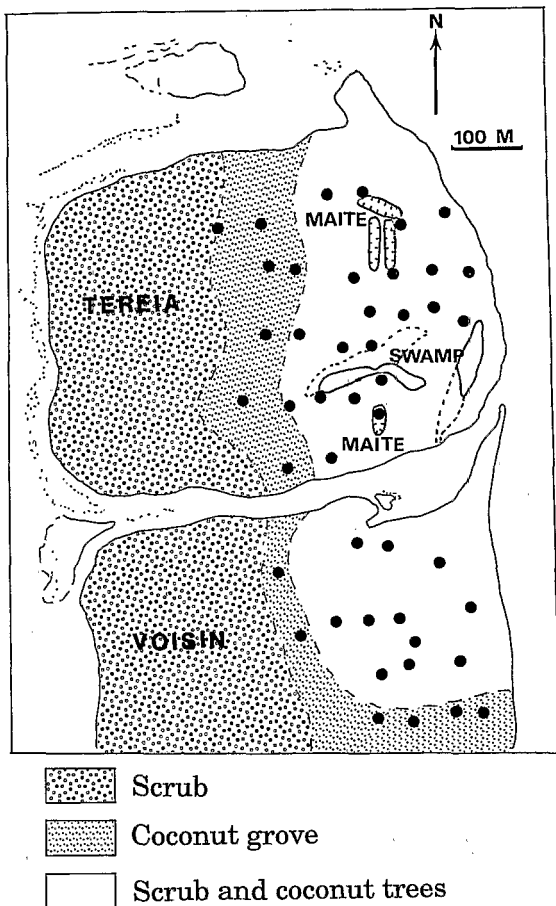 N
100 M
MAITE
TEREIA
SWAMP
MAITE
VOISIN
Scrub
Coconut grove
Scrub and coconut trees